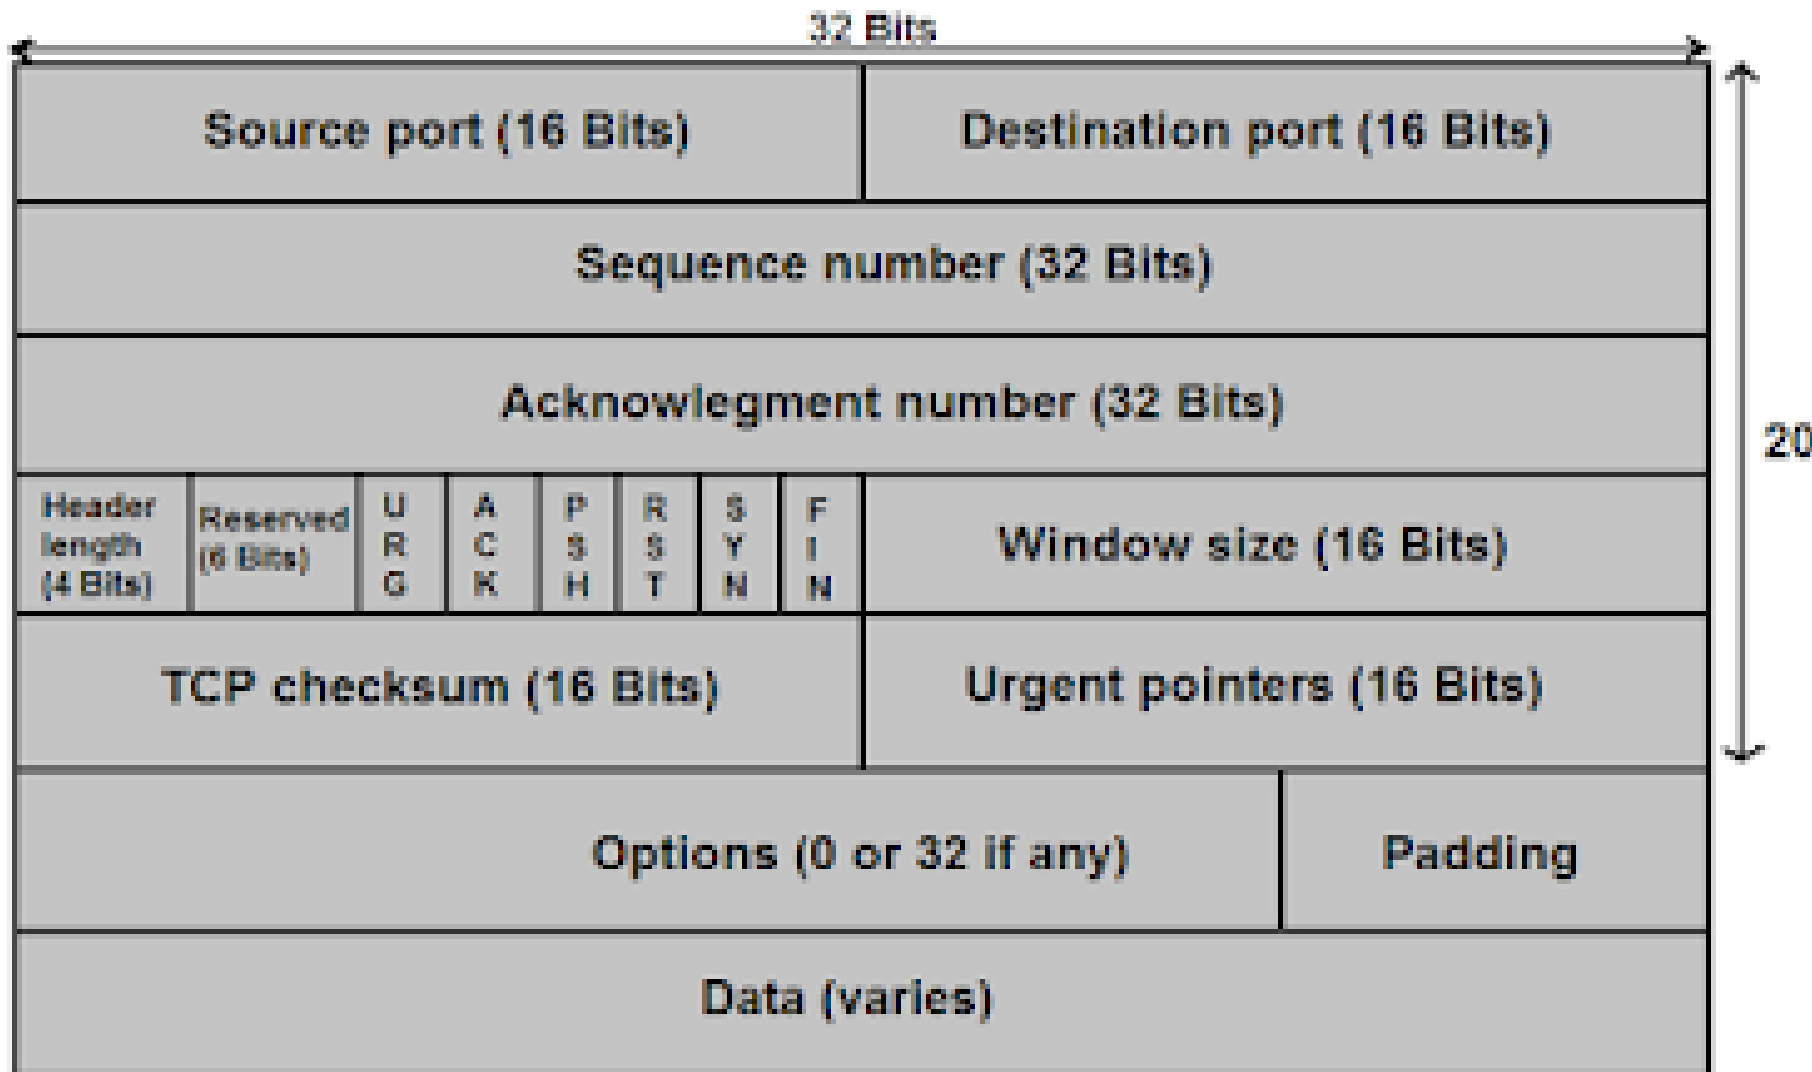 32 Bits
Source port (16 Bits) Destination port (16 Bits)
Sequence number (32 Bits)
Acknowlegment number (32 Bits)
20
Header
length
(4 Bits)
Reserved
(6 Bits)
U
R
G
A
C
K
P
S
H
R
S
T
S
Y
N
F
I
N
Window size (16 Bits)
TCP checksum (16 Bits) Urgent pointers (16 Bits)
Options (0 or 32 if any) Padding
Data (varies)